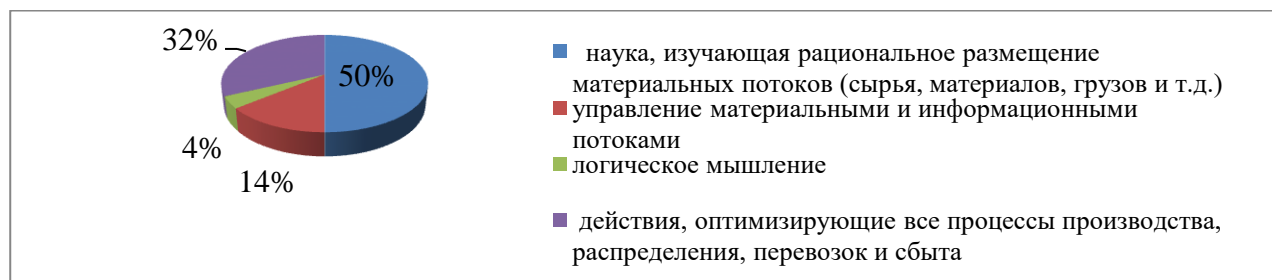 32%
50%
4%
14%
наука, изучающая рациональное размещение
материальных потоков (сырья, материалов, грузов и т.д.)
управление материальными и информационными
потоками
логическое мышление
действия, оптимизирующие все процессы производства,
распределения, перевозок и сбыта